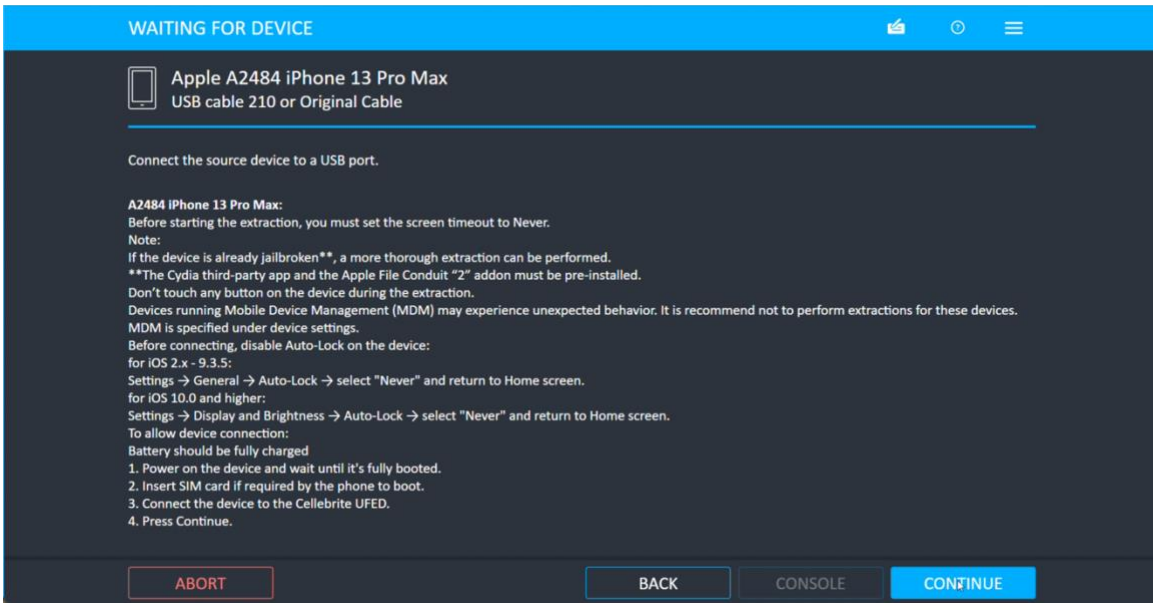 WAITING FOR DEVICE
Apple A2484 iPhone 13 Pro Max
USB cable 210 or Original Cable
Connect the source device to a USB port.
A2484 iPhone 13 Pro Max:
Before starting the extraction, you must set the screen timeout to Never.
Note:
If the device is already jailbroken**, a more thorough extraction can be performed.
**The Cydia third-party app and the Apple File Conduit “2” addon must be pre-installed.
Don’t touch any button on the device during the extraction.
Devices running Mobile Device Management (MDM) may experience unexpected behavior. It is recommend not to perform extractions for these devices.
MDM is specified under device settings.
Before connecting, disable Auto-Lock on the device:
for iOS 2.x - 9.3.5:
Settings → General → Auto-Lock → select "Never" and return to Home screen.
for iOS 10.0 and higher:
Settings → Display and Brightness → Auto-Lock → select "Never" and return to Home screen.
To allow device connection:
Battery should be fully charged
1. Power on the device and wait until it's fully booted.
2. Insert SIM card if required by the phone to boot.
3. Connect the device to the Cellebrite UFED.
4. Press Continue.
ABORT BACK CONSOLE CONTINUE